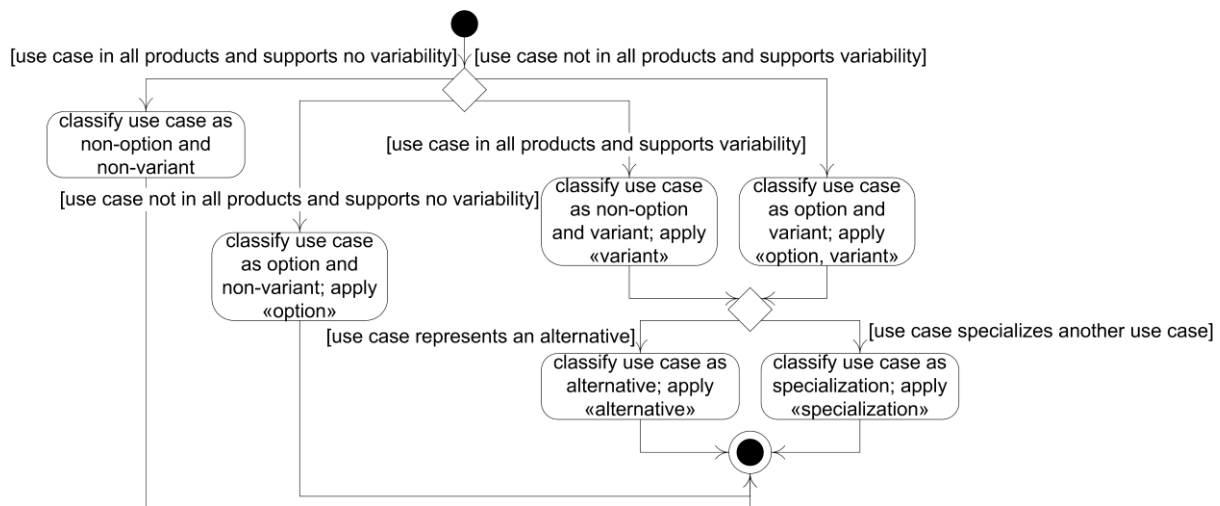 [use case in all products and supports no variability]
[use case not in all products and supports variability]
classify use case as
non-option and
non-variant
[use case in all products and supports variability]
[use case not in all products and supports no variability]
classify use case
as non-option
and variant; apply
«variant»
classify use case
as option and
variant; apply
«option, variant»
classify use case
as option and
non-variant; apply
«option»
[use case represents an alternative]
[use case specializes another use case]
classify use case as
alternative; apply
«alternative»
classify use case as
specialization; apply
«specialization»